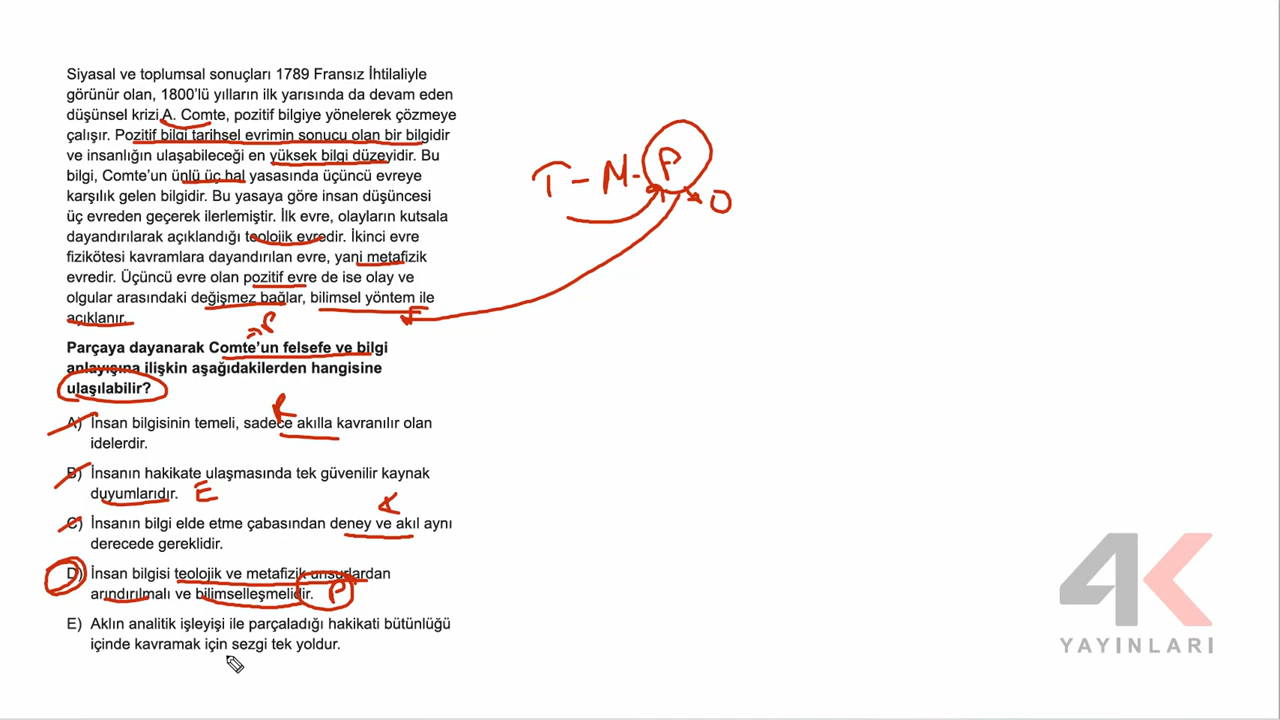 Siyasal ve toplumsal sonuçları 1789 Fransız İhtilaliyle
görünür olan, 1800'lü yılların ilk yarısında da devam eden
düşünsel krizi A. Comte, pozitif bilgiye yönelerek çözmeye
çalışır. Pozitif bilgi tarihsel evrimin sonucu olan bir bilgidir
ve insanlığın ulaşabileceği en yüksek bilgi düzeyidir. Bu
bilgi, Comte'un ünlü üç hal yasasında üçüncü evreye
karşılık gelen bilgidir. Bu yasaya göre insan düşüncesi
üç evreden geçerek ilerlemiştir. İlk evre, olayların kutsala
dayandırılarak açıklandığı teolojik evredir. İkinci evre
fizikötesi kavramlara dayandırılan evre, yani metafizik
evredir. Üçüncü evre olan pozitif evre de ise olay ve
olgular arasındaki değişmez bağlar, bilimsel yöntem ile
açıklanır.
T - M - P
O
P
Parçaya dayanarak Comte'un felsefe ve bilgi
anlayışına ilişkin aşağıdakilerden hangisine
ulaşılabilir?
R
A) İnsan bilgisinin temeli, sadece akılla kavranılır olan
idelerdir.
B) İnsanın hakikate ulaşmasında tek güvenilir kaynak
duyumlarıdır. E
K
C) İnsanın bilgi elde etme çabasından deney ve akıl aynı
derecede gereklidir.
D) İnsan bilgisi teolojik ve metafizik unsurlardan
arındırılmalı ve bilimselleşmelidir. P
E) Aklın analitik işleyişi ile parçaladığı hakikati bütünlüğü
içinde kavramak için sezgi tek yoldur.
4K
YAYINLARI